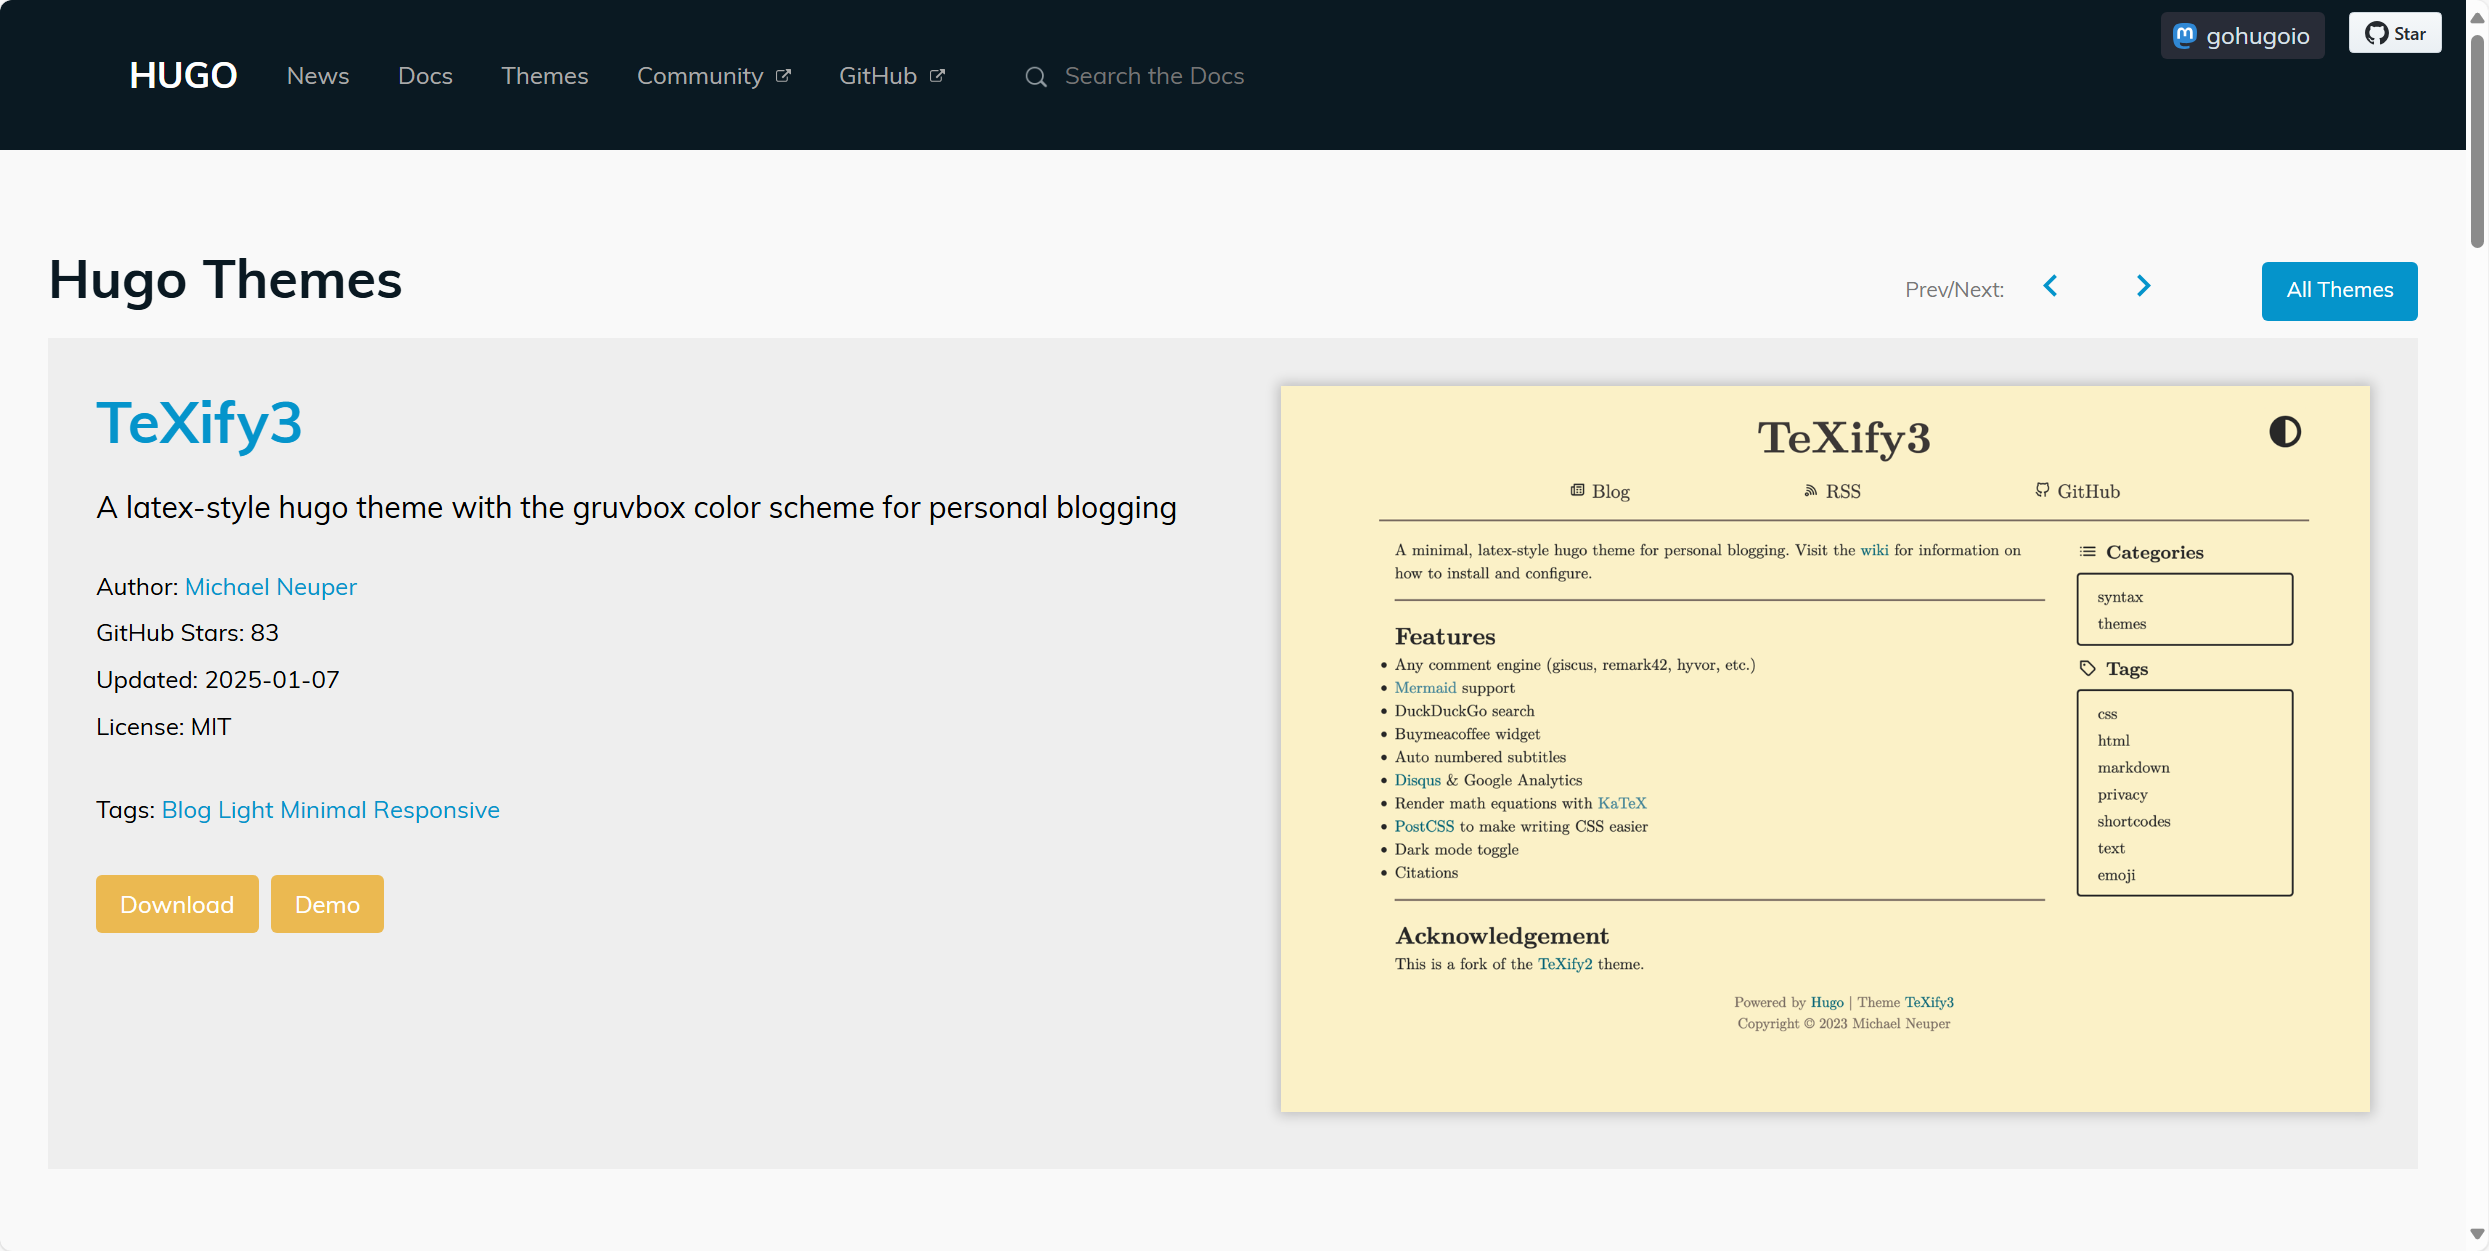 HUGO News Docs Themes Community GitHub Search the Docs
gohugoio
Star
Hugo Themes
Prev/Next:
All Themes
TeXify3
A latex-style hugo theme with the gruvbox color scheme for personal blogging
Author: Michael Neuper
GitHub Stars: 83
Updated: 2025-01-07
License: MIT
Tags: Blog Light Minimal Responsive
Download
Demo
TeXify3
Blog RSS GitHub
A minimal, latex-style hugo theme for personal blogging. Visit the wiki for information on
how to install and configure.
Features
• Any comment engine (giscus, remark42, hyvor, etc.)
• Mermaid support
• DuckDuckGo search
• Buymeacoffee widget
• Auto numbered subtitles
• Disqus & Google Analytics
• Render math equations with KaTeX
• PostCSS to make writing CSS easier
• Dark mode toggle
• Citations
Acknowledgement
This is a fork of the TeXify2 theme.
Categories
syntax
themes
Tags
css
html
markdown
privacy
shortcodes
text
emoji
Powered by Hugo | Theme TeXify3
Copyright © 2023 Michael Neuper